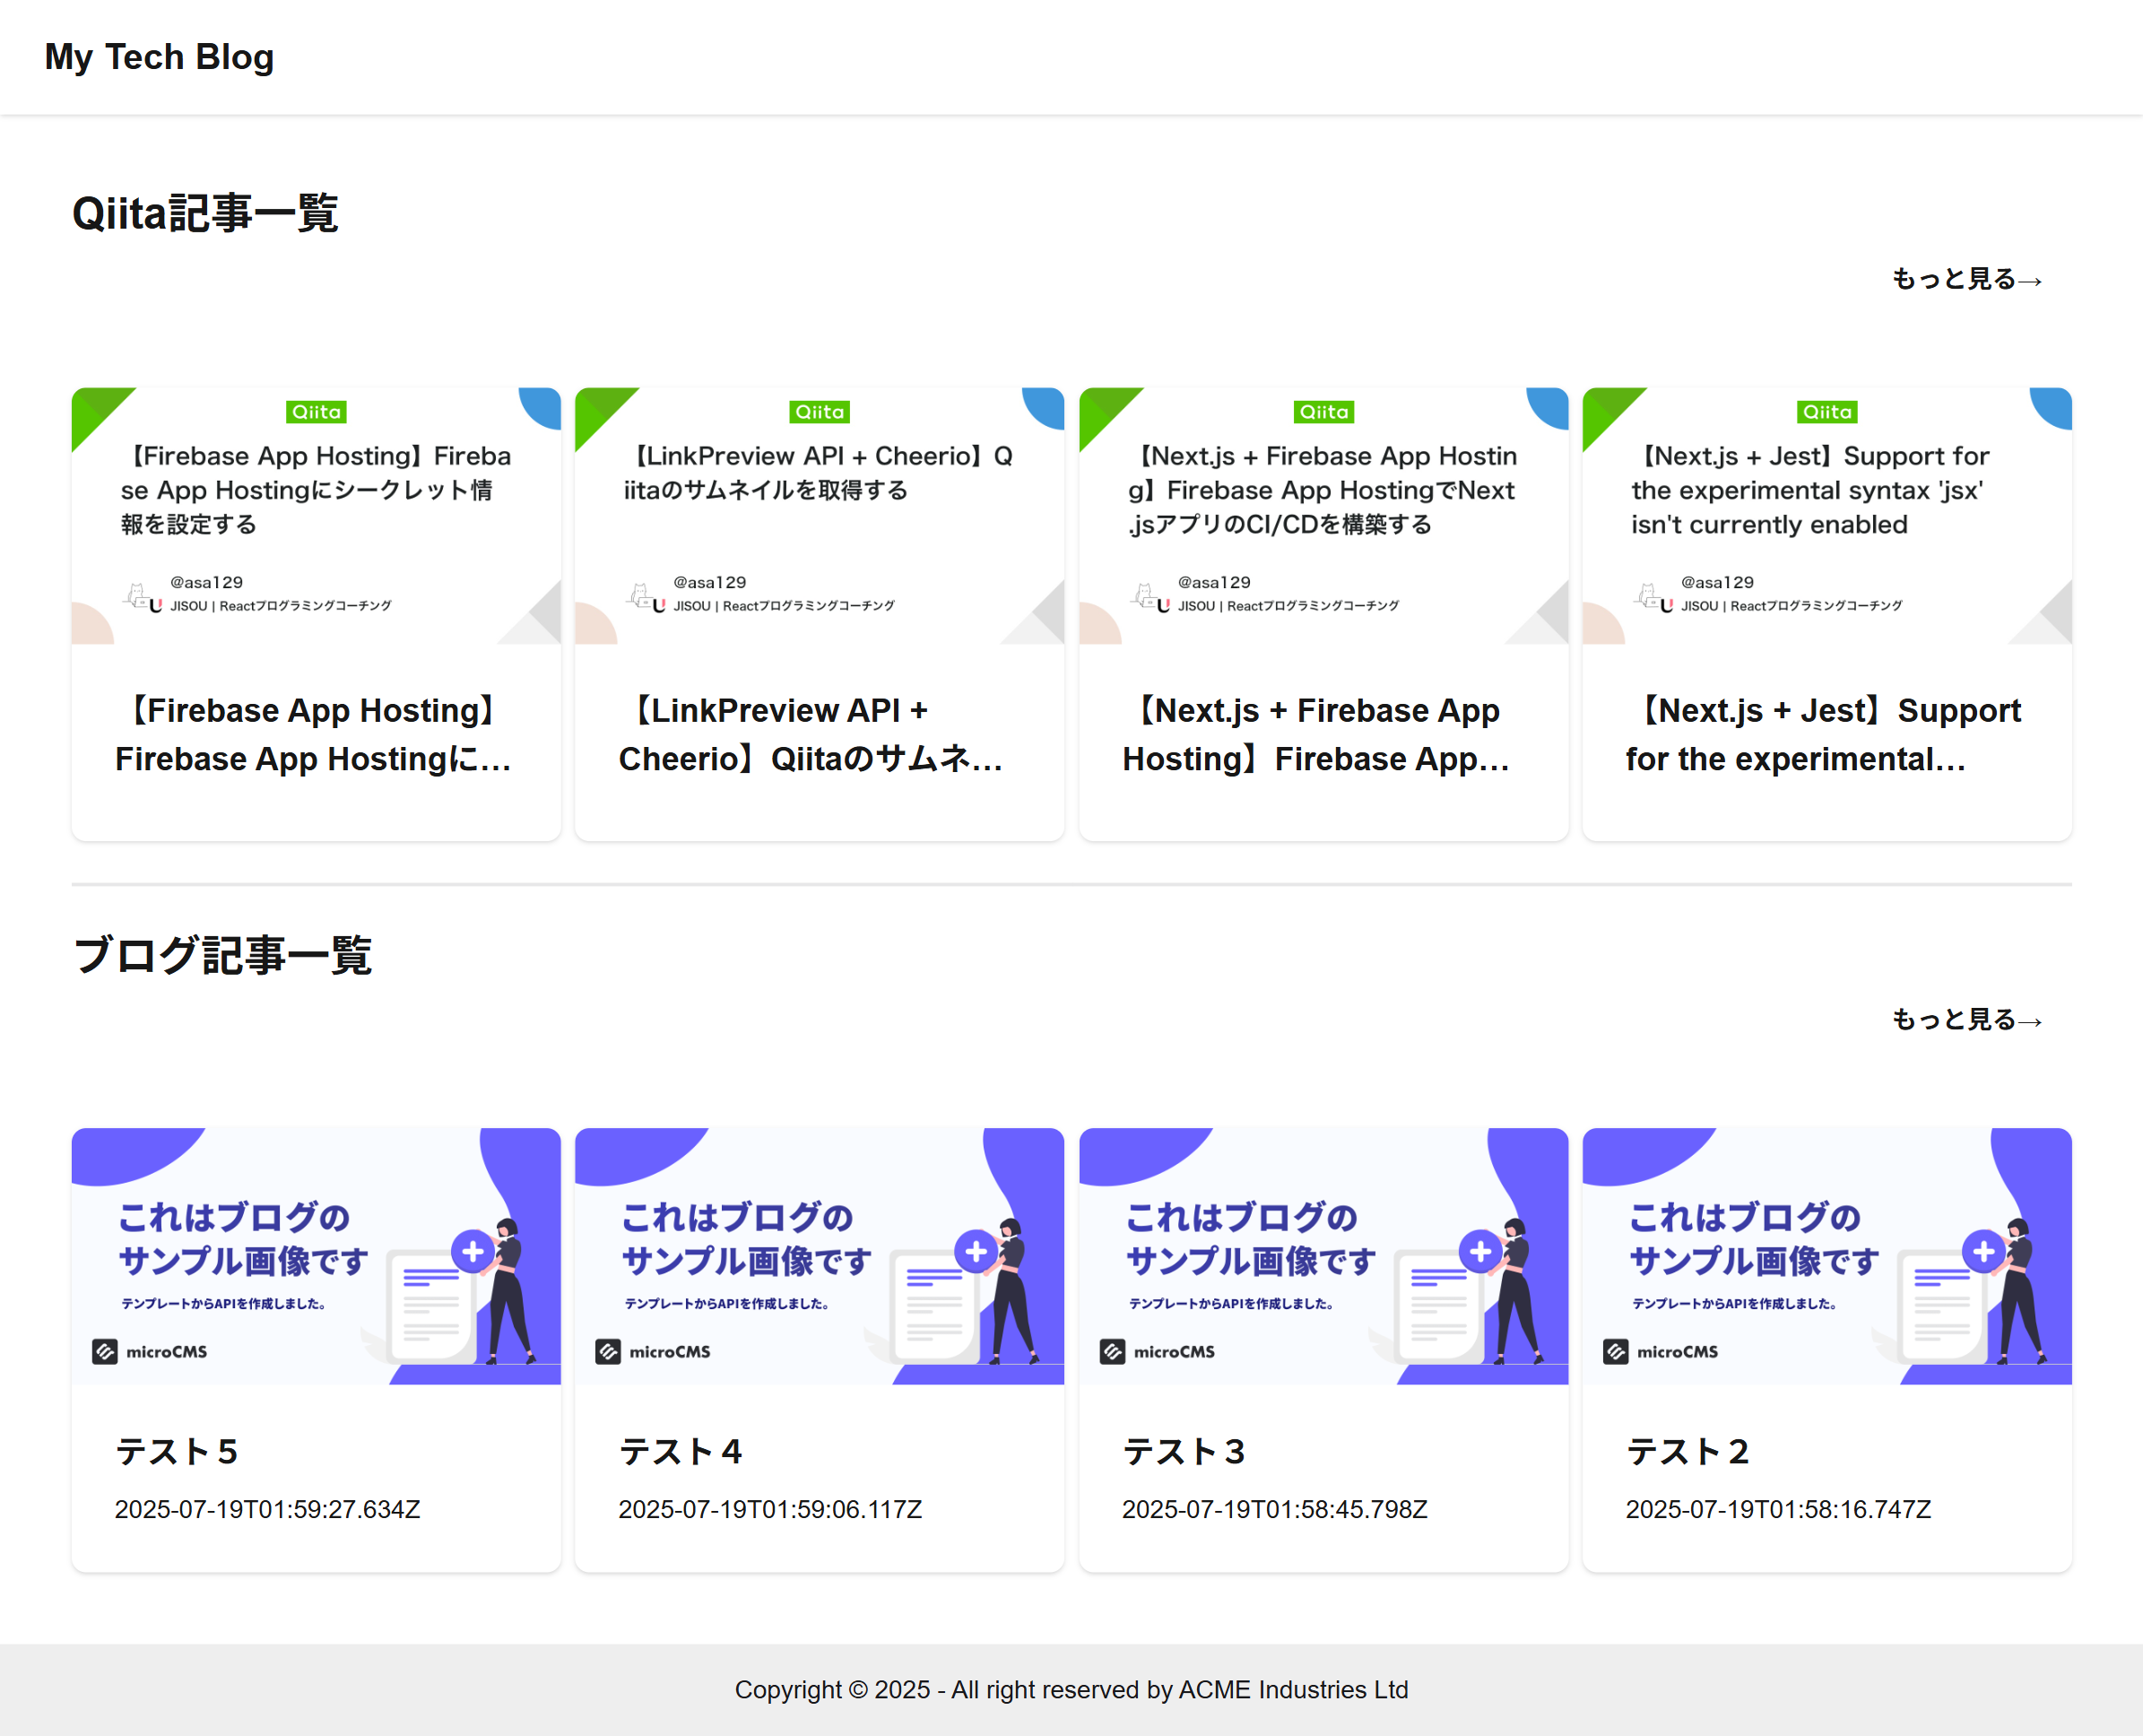 My Tech Blog
Qiita記事一覧
もっと見る→
Qiita
【Firebase App Hosting】Fireba
se App Hostingにシークレット情
報を設定する
@asa129
JISOU | Reactプログラミングコーチング
【Firebase App Hosting】
Firebase App Hostingに…
Qiita
【LinkPreview API + Cheerio】Q
iitaのサムネイルを取得する
@asa129
JISOU | Reactプログラミングコーチング
【LinkPreview API +
Cheerio】Qiitaのサムネ…
Qiita
【Next.js + Firebase App Hostin
g】Firebase App HostingでNext
.jsアプリのCI/CDを構築する
@asa129
JISOU | Reactプログラミングコーチング
【Next.js + Firebase App
Hosting】Firebase App…
Qiita
【Next.js + Jest】Support for
the experimental syntax 'jsx'
isn't currently enabled
@asa129
JISOU | Reactプログラミングコーチング
【Next.js + Jest】Support
for the experimental…
ブログ記事一覧
もっと見る→
これはブログの
サンプル画像です
テンプレートからAPIを作成しました。
microCMS
テスト５
2025-07-19T01:59:27.634Z
これはブログの
サンプル画像です
テンプレートからAPIを作成しました。
microCMS
テスト４
2025-07-19T01:59:06.117Z
これはブログの
サンプル画像です
テンプレートからAPIを作成しました。
microCMS
テスト３
2025-07-19T01:58:45.798Z
これはブログの
サンプル画像です
テンプレートからAPIを作成しました。
microCMS
テスト２
2025-07-19T01:58:16.747Z
Copyright © 2025 - All right reserved by ACME Industries Ltd